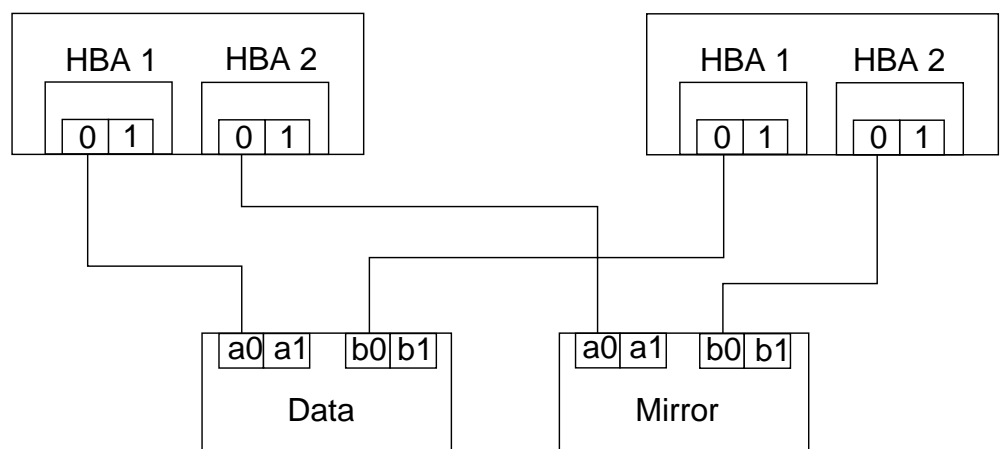 HBA 1 HBA 2 HBA 1 HBA 2
0 1 0 1 0 1 0 1
a0 a1 b0 b1 a0 a1 b0 b1
Data Mirror